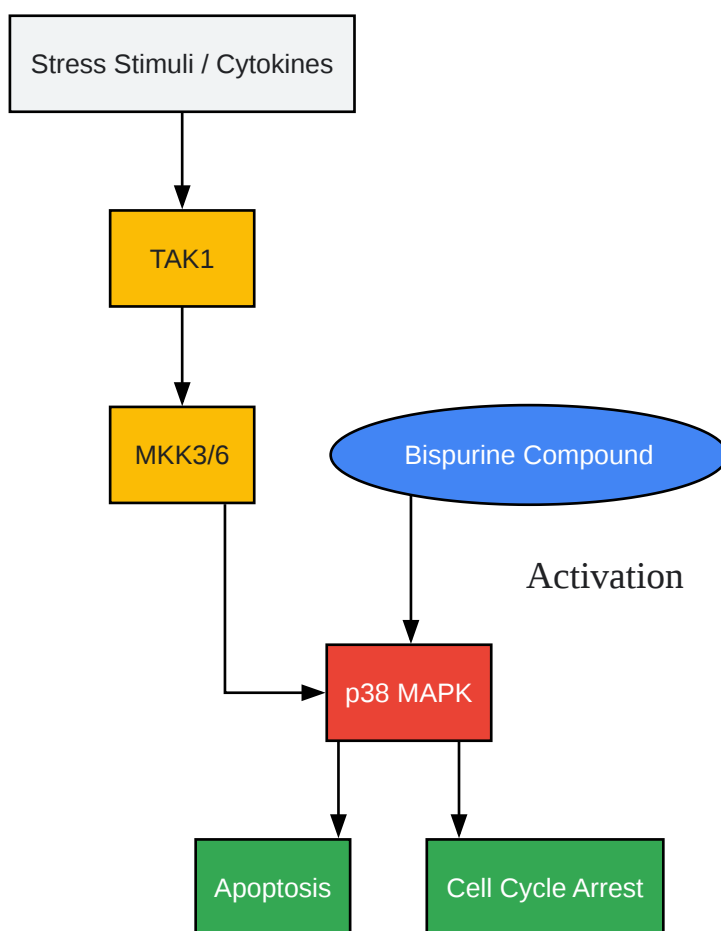 Stress Stimuli / Cytokines
TAK1
MKK3/6
Bispurine Compound
Activation
p38 MAPK
Apoptosis
Cell Cycle Arrest